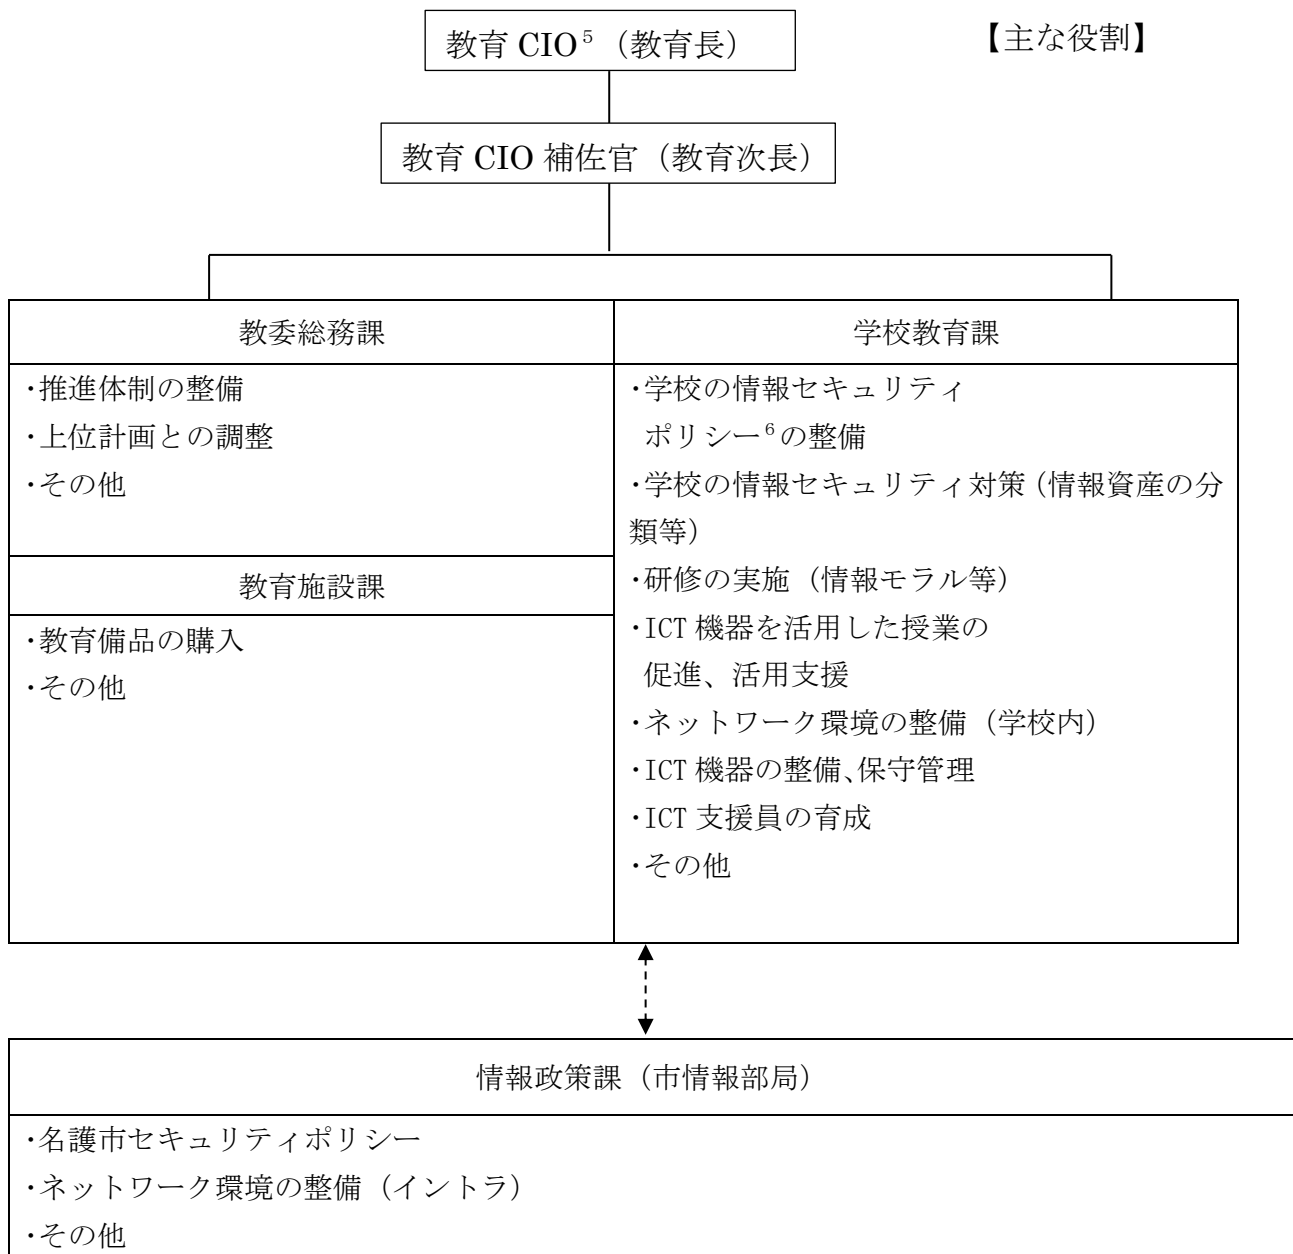 教育 CIO⁵（教育長）
【主な役割】
教育 CIO 補佐官（教育次長）
教委総務課
・推進体制の整備
・上位計画との調整
・その他
教育施設課
・教育備品の購入
・その他
学校教育課
・学校の情報セキュリティ
ポリシー⁶の整備
・学校の情報セキュリティ対策（情報資産の分
類等）
・研修の実施（情報モラル等）
・ICT 機器を活用した授業の
促進、活用支援
・ネットワーク環境の整備（学校内）
・ICT 機器の整備、保守管理
・ICT 支援員の育成
・その他
情報政策課（市情報部局）
・名護市セキュリティポリシー
・ネットワーク環境の整備（イントラ）
・その他